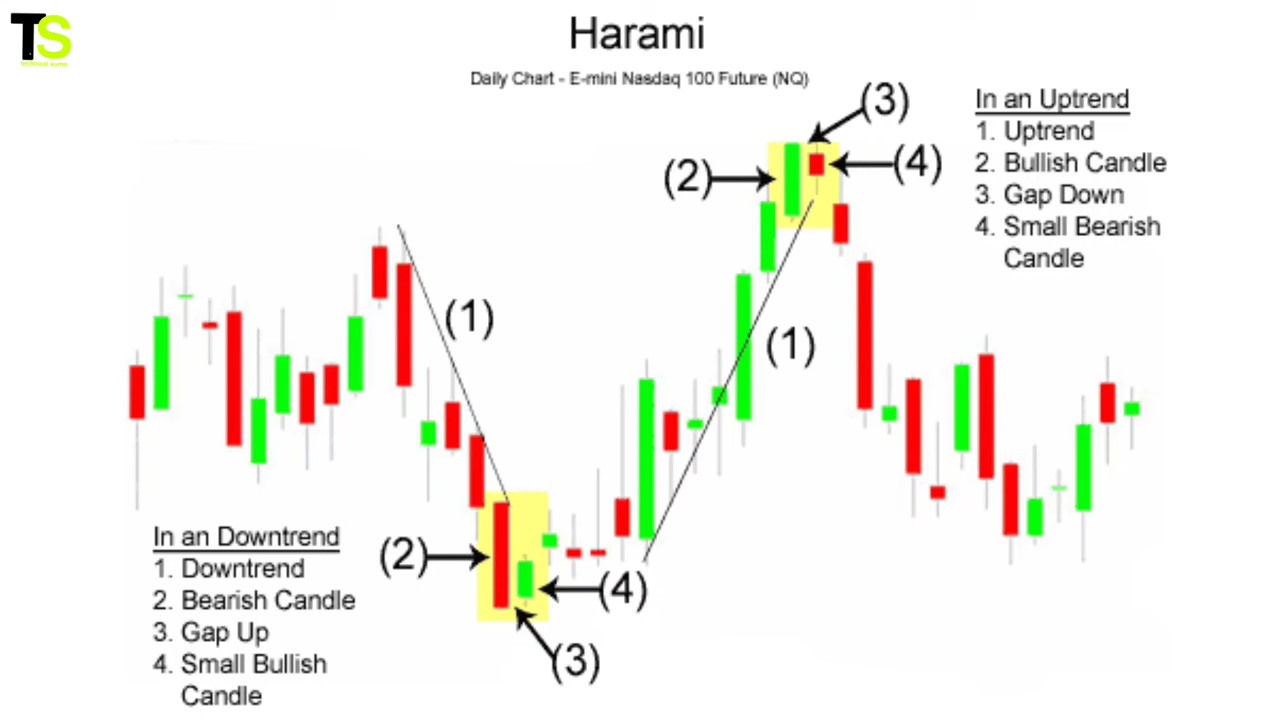 TS
Harami
Daily Chart - E-mini Nasdaq 100 Future (NQ)
(3)
(2)
(4)
In an Uptrend
1. Uptrend
2. Bullish Candle
3. Gap Down
4. Small Bearish
Candle
(1)
(1)
In an Downtrend
1. Downtrend
2. Bearish Candle
3. Gap Up
4. Small Bullish
Candle
(2)
(4)
(3)